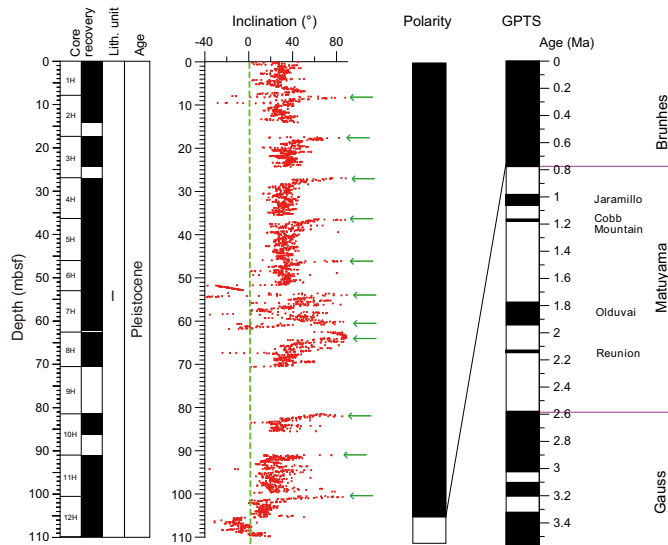 Core
recovery
Lith. unit
Age
Inclination (°)
Polarity
GPTS
Age (Ma)
-40 0 40 80
Depth (mbsf)
0
10
20
30
40
50
60
70
80
90
100
110
1H
2H
3H
4H
5H
6H
7H
8H
9H
10H
11H
12H
I
Pleistocene
0
10
20
30
40
50
60
70
80
90
100
110
0
0.2
0.4
0.6
0.8
1
1.2
1.4
1.6
1.8
2
2.2
2.4
2.6
2.8
3
3.2
3.4
Jaramillo
Cobb
Mountain
Olduvai
Reunion
Brunhes
Matuyama
Gauss